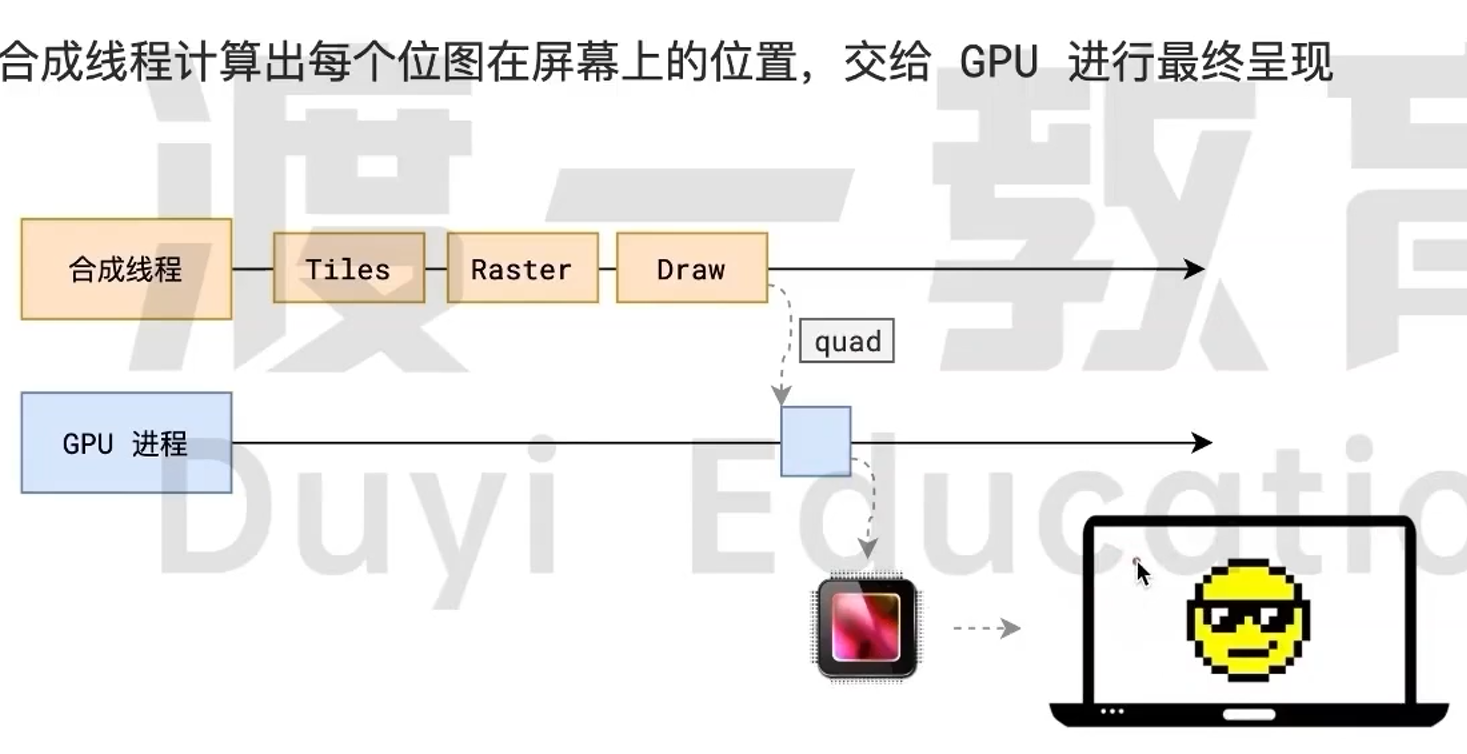 合成线程计算出每个位图在屏幕上的位置，交给 GPU 进行最终呈现
渡一教育
合成线程
Tiles
Raster
Draw
quad
GPU 进程
Duyi Educatio